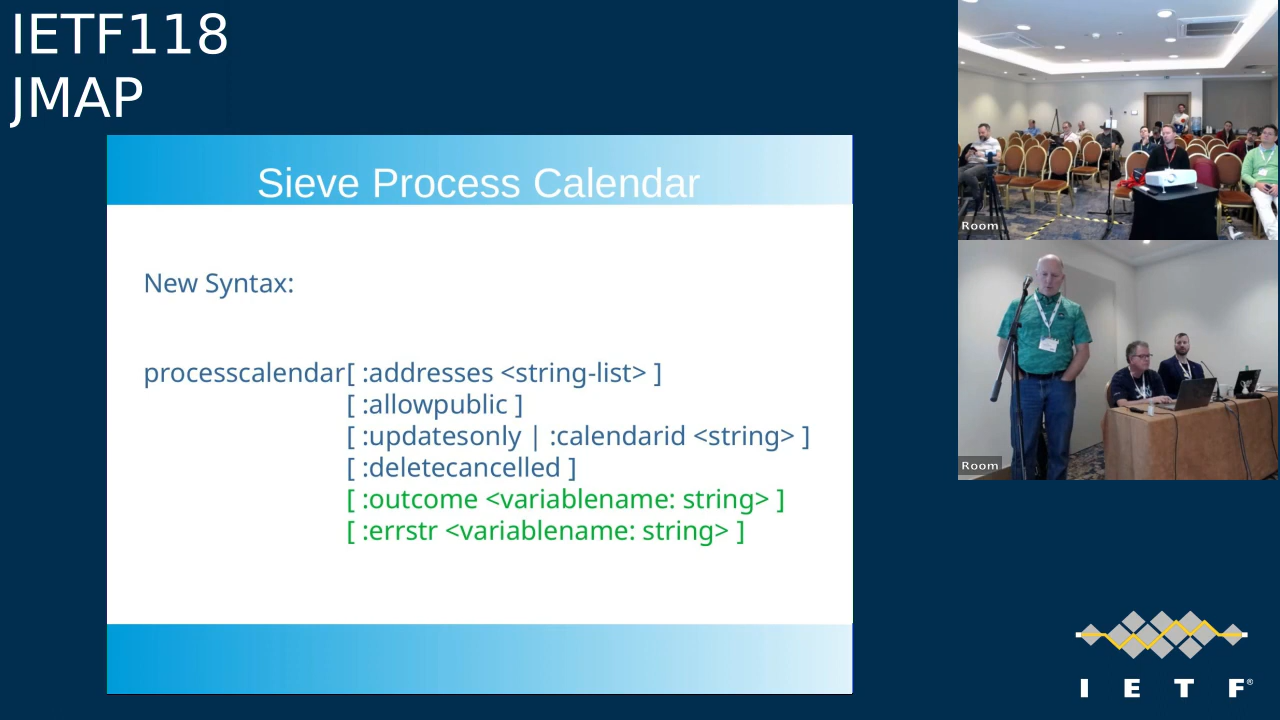 IETF118
JMAP
Sieve Process Calendar
New Syntax:
processcalendar[ :addresses <string-list> ]
[ :allowpublic ]
[ :updatesonly | :calendarid <string> ]
[ :deletecancelled ]
[ :outcome <variablename: string> ]
[ :errstr <variablename: string> ]
Room
Room
I E T F®